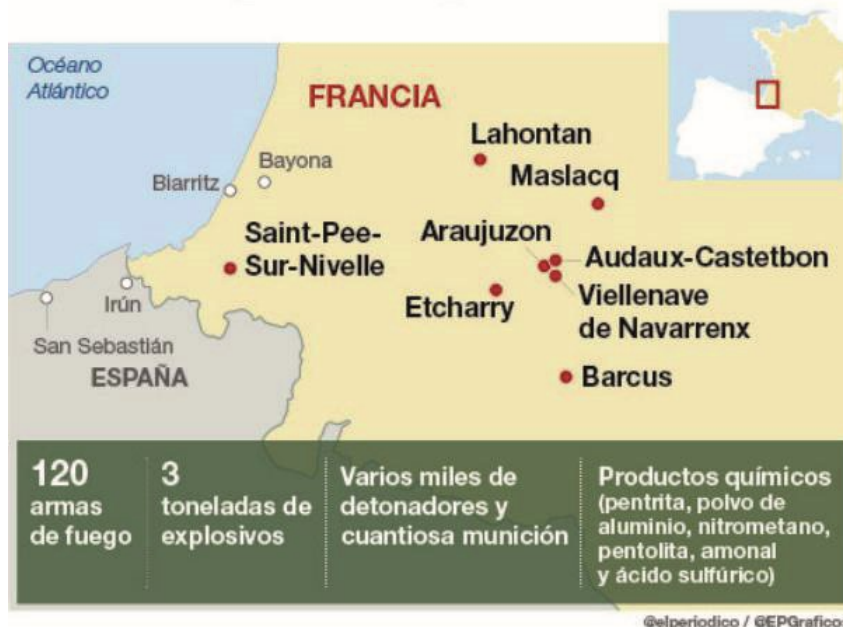 Océano
Atlántico
FRANCIA
Lahontan
Maslacq
Bayona
Biarritz
Araujuzon
Saint-Pee-
Sur-Nivelle
Audaux-Castetbon
Viellenave
de Navarrenx
Etcharry
Irún
San Sebastián
ESPAÑA
Barcus
120
armas
de fuego
3
toneladas de
explosivos
Varios miles de
detonadores y
cuantiosa munición
Productos químicos
(pentrita, polvo de
aluminio, nitrometano,
pentolita, amonal
y ácido sulfúrico)
@elperiodico / @EPGraficos